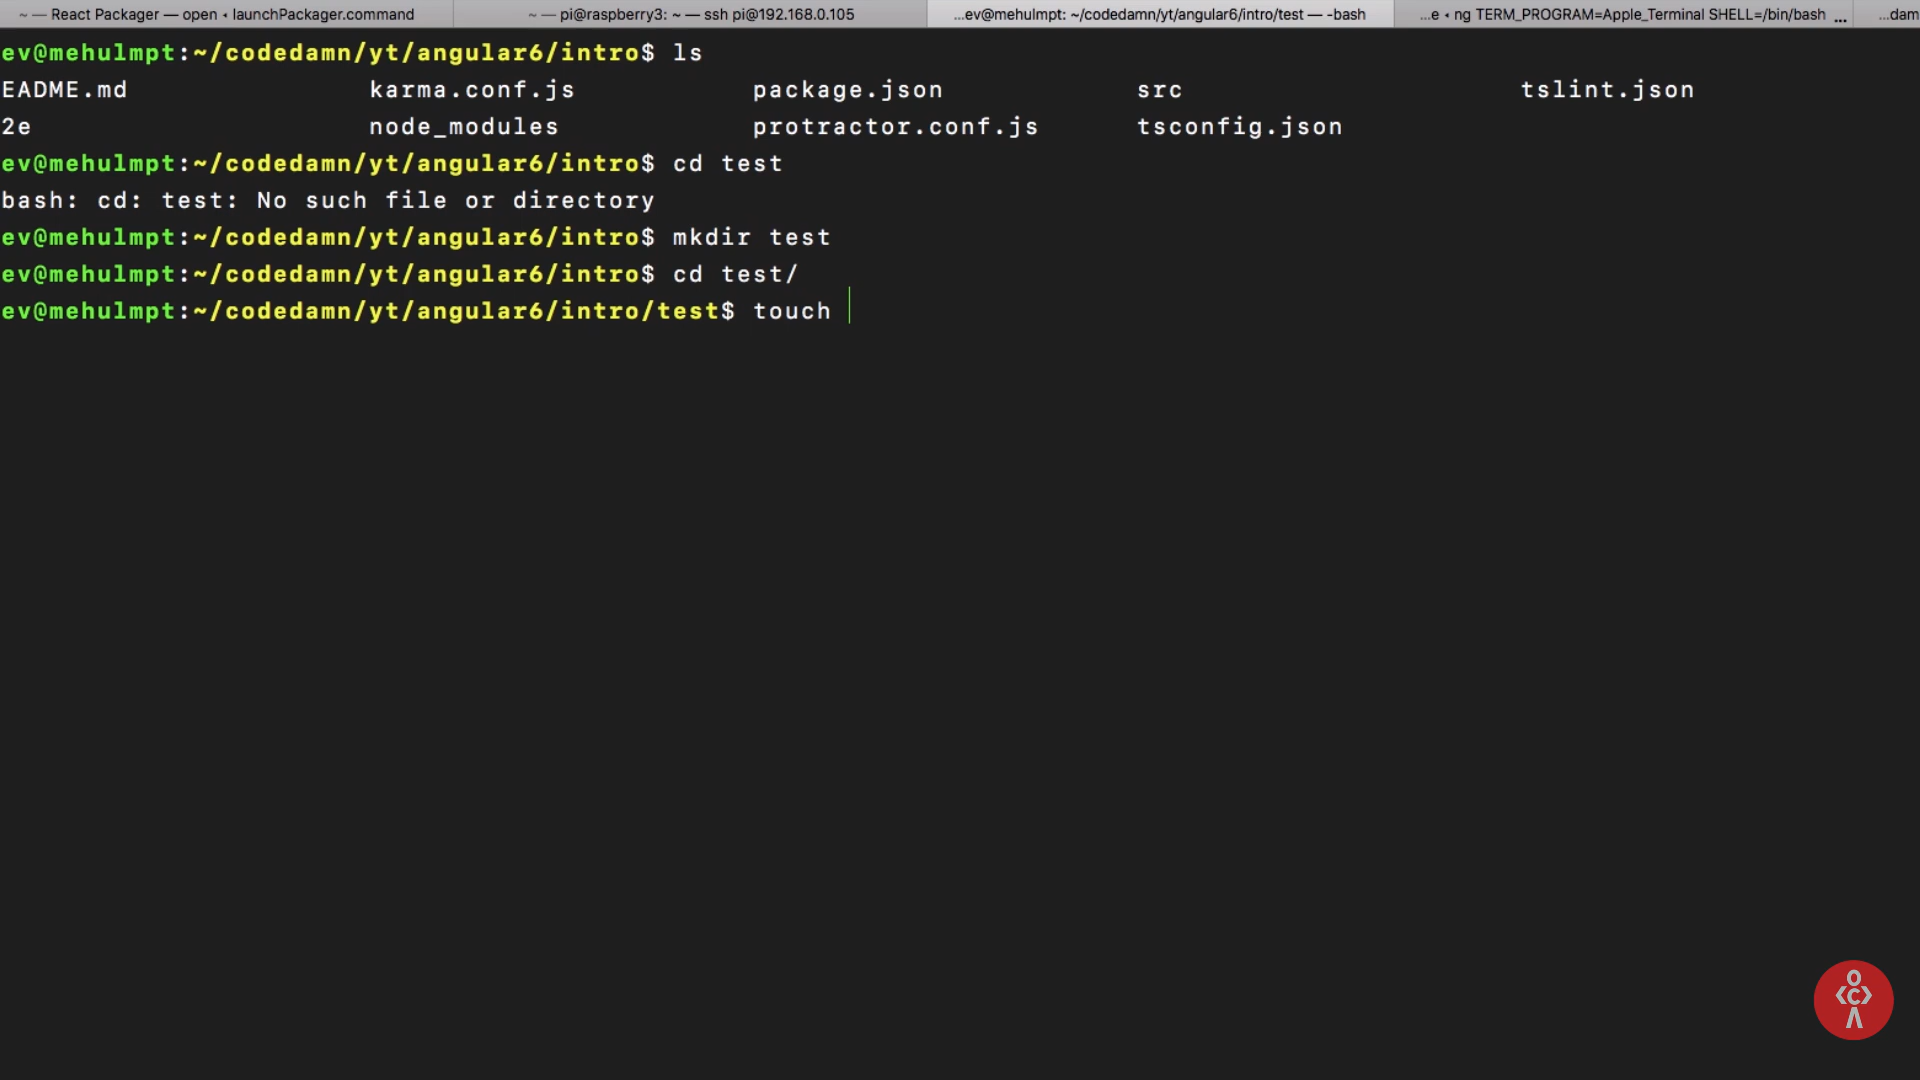 ~ — React Packager — open ◂ launchPackager.command
~ — pi@raspberry3: ~ — ssh pi@192.168.0.105
...ev@mehulmpt: ~/codedamn/yt/angular6/intro/test — -bash
...e ◂ ng TERM_PROGRAM=Apple_Terminal SHELL=/bin/bash ...
...dam
ev@mehulmpt:~/codedamn/yt/angular6/intro$ ls
EADME.md karma.conf.js package.json src tslint.json
2e node_modules protractor.conf.js tsconfig.json
ev@mehulmpt:~/codedamn/yt/angular6/intro$ cd test
bash: cd: test: No such file or directory
ev@mehulmpt:~/codedamn/yt/angular6/intro$ mkdir test
ev@mehulmpt:~/codedamn/yt/angular6/intro$ cd test/
ev@mehulmpt:~/codedamn/yt/angular6/intro/test$ touch